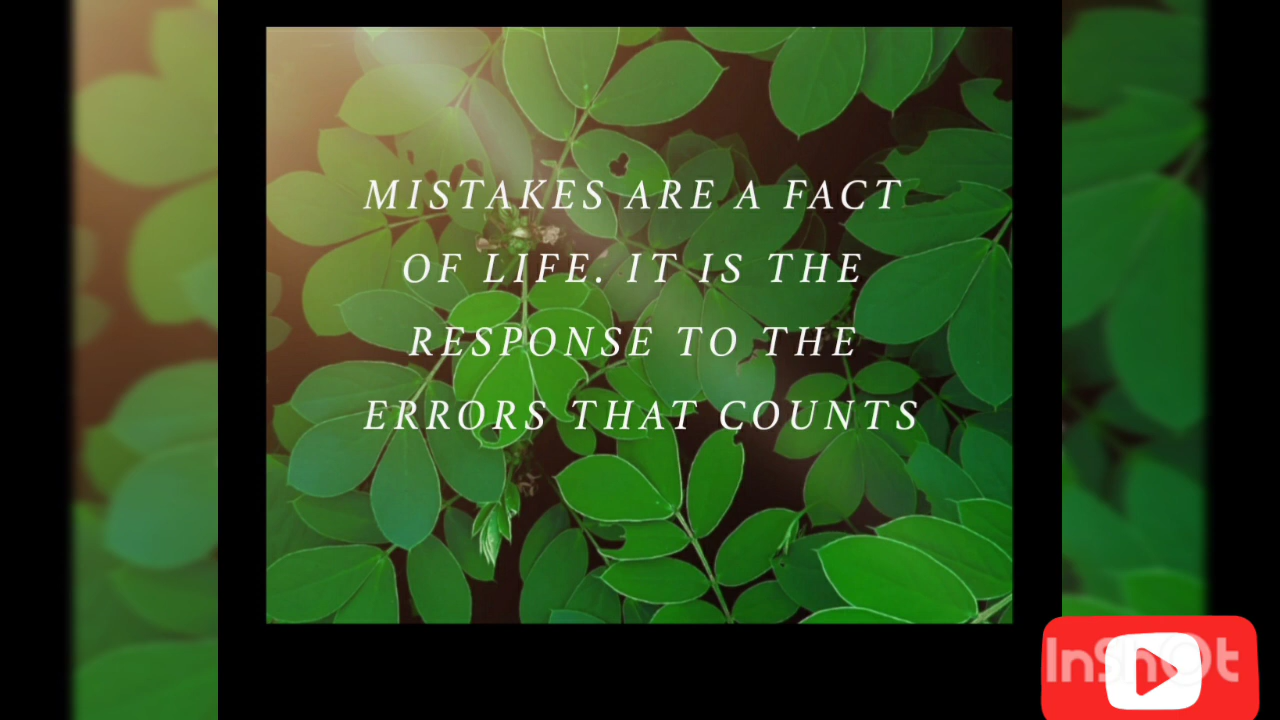 MISTAKES ARE A FACT
OF LIFE. IT IS THE
RESPONSE TO THE
ERRORS THAT COUNTS
InShOt